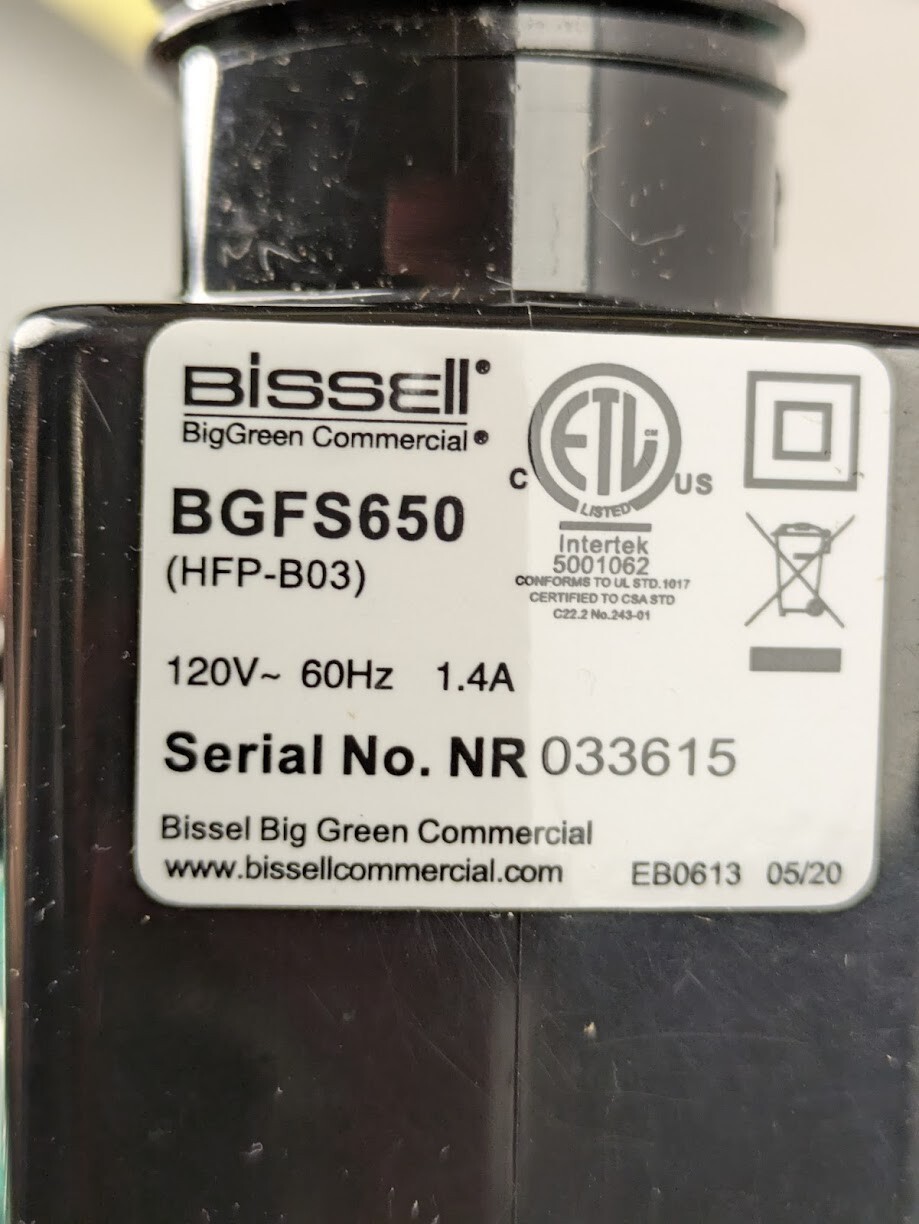 Bissell®
BigGreen Commercial®
BGFS650
(HFP-B03)
ETL CM
C US
LISTED
Intertek
5001062
CONFORMS TO UL STD.1017
CERTIFIED TO CSA STD
C22.2 No.243-01
120V~ 60Hz 1.4A
Serial No. NR 033615
Bissel Big Green Commercial
www.bissellcommercial.com EB0613 05/20